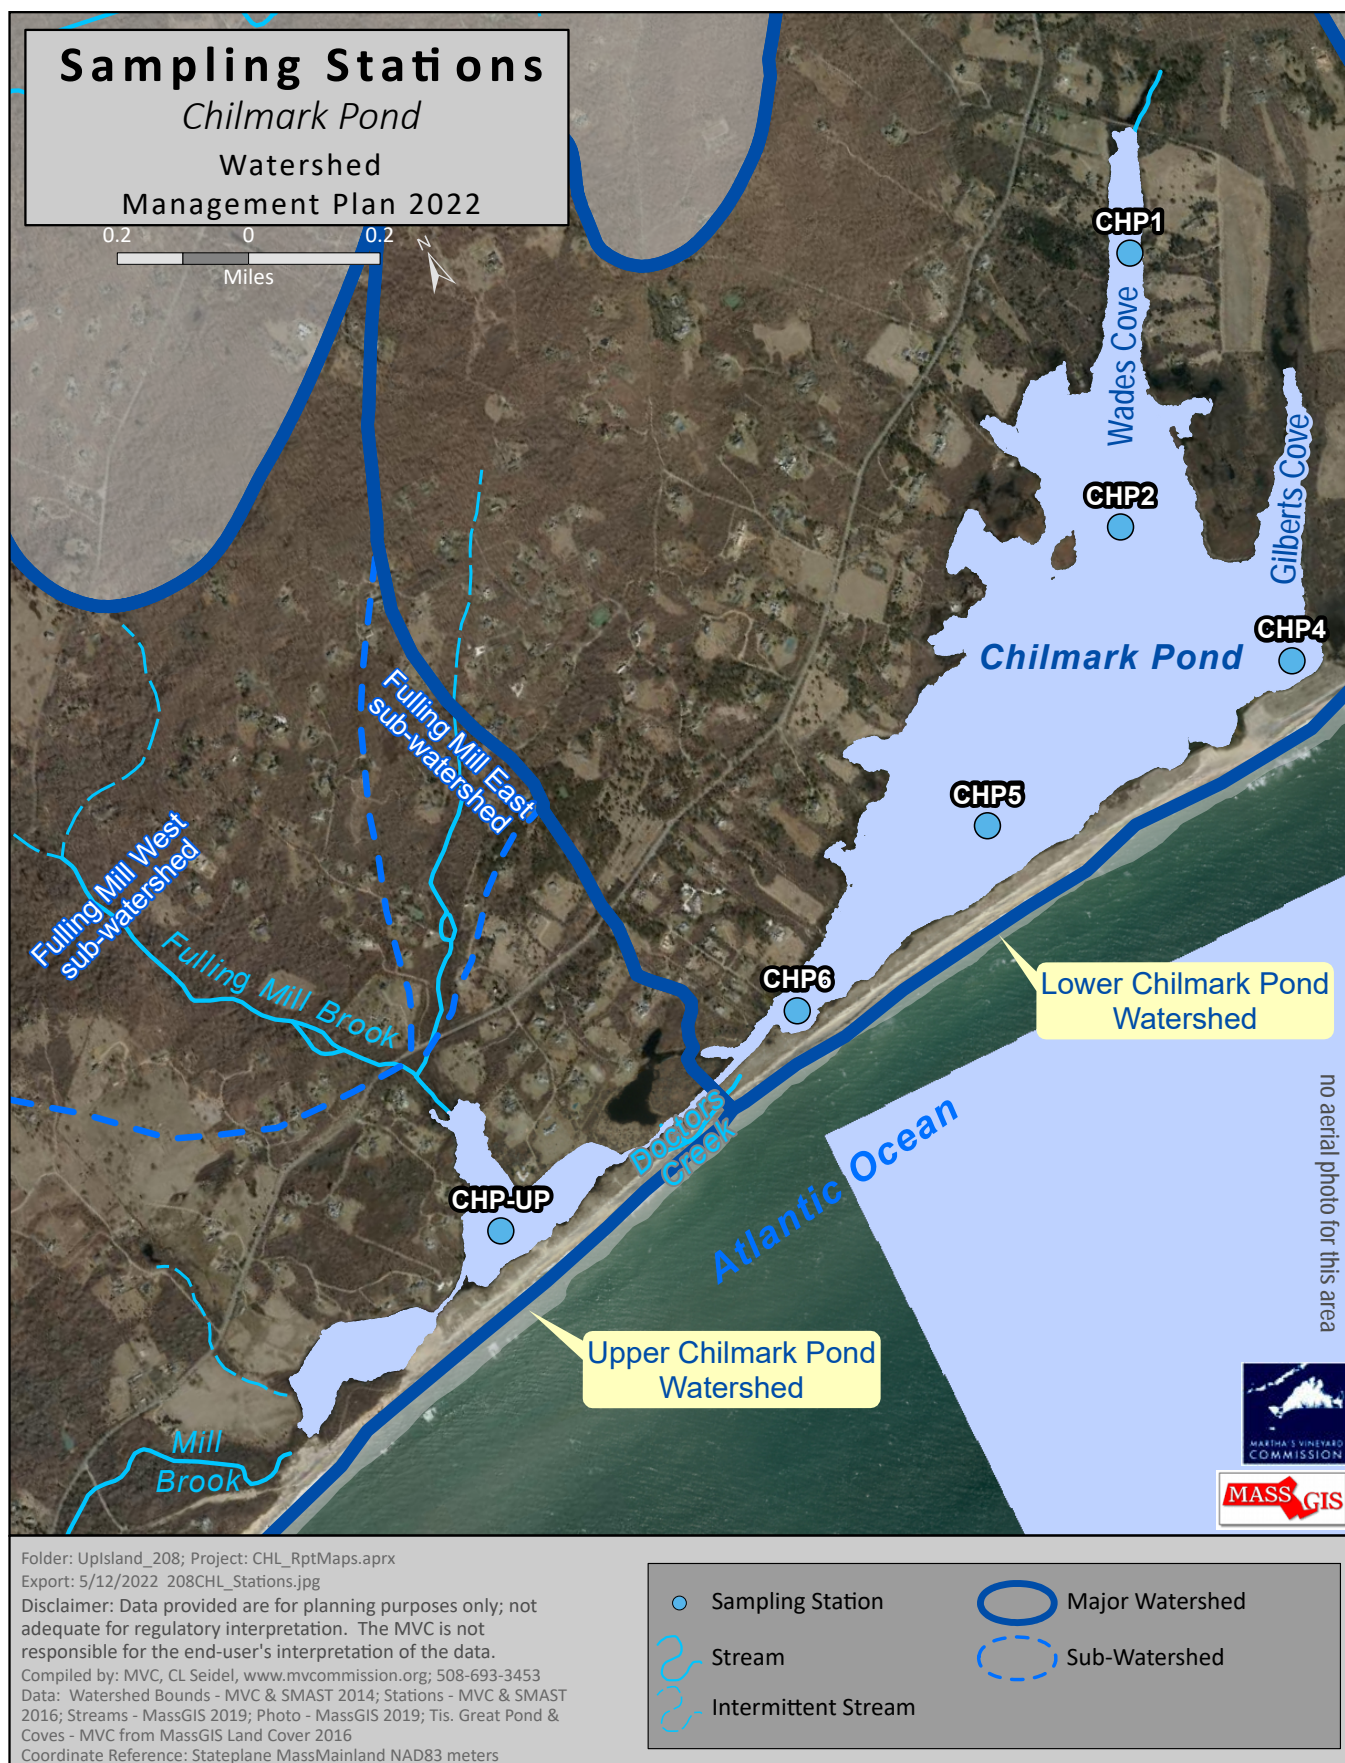 Sampling Stations
Chilmark Pond
Watershed
Management Plan 2022
0.2 0 0.2
Miles
N
CHP1
Wades Cove
CHP2
Gilberts Cove
CHP4
Chilmark Pond
Fulling Mill East
sub-watershed
CHP5
Fulling Mill West
sub-watershed
Fulling Mill Brook
CHP6
Lower Chilmark Pond
Watershed
no aerial photo for this area
Doctors
Creek
Atlantic Ocean
CHP-UP
Upper Chilmark Pond
Watershed
Mill
Brook
MARTHA'S VINEYARD
COMMISSION
MASS GIS
Folder: UpIsland_208; Project: CHL_RptMaps.aprx
Export: 5/12/2022 208CHL_Stations.jpg
Disclaimer: Data provided are for planning purposes only; not
adequate for regulatory interpretation. The MVC is not
responsible for the end-user's interpretation of the data.
Compiled by: MVC, CL Seidel, www.mvcommission.org; 508-693-3453
Data: Watershed Bounds - MVC & SMAST 2014; Stations - MVC & SMAST
2016; Streams - MassGIS 2019; Photo - MassGIS 2019; Tis. Great Pond &
Coves - MVC from MassGIS Land Cover 2016
Coordinate Reference: Stateplane MassMainland NAD83 meters
Sampling Station
Stream
Intermittent Stream
Major Watershed
Sub-Watershed